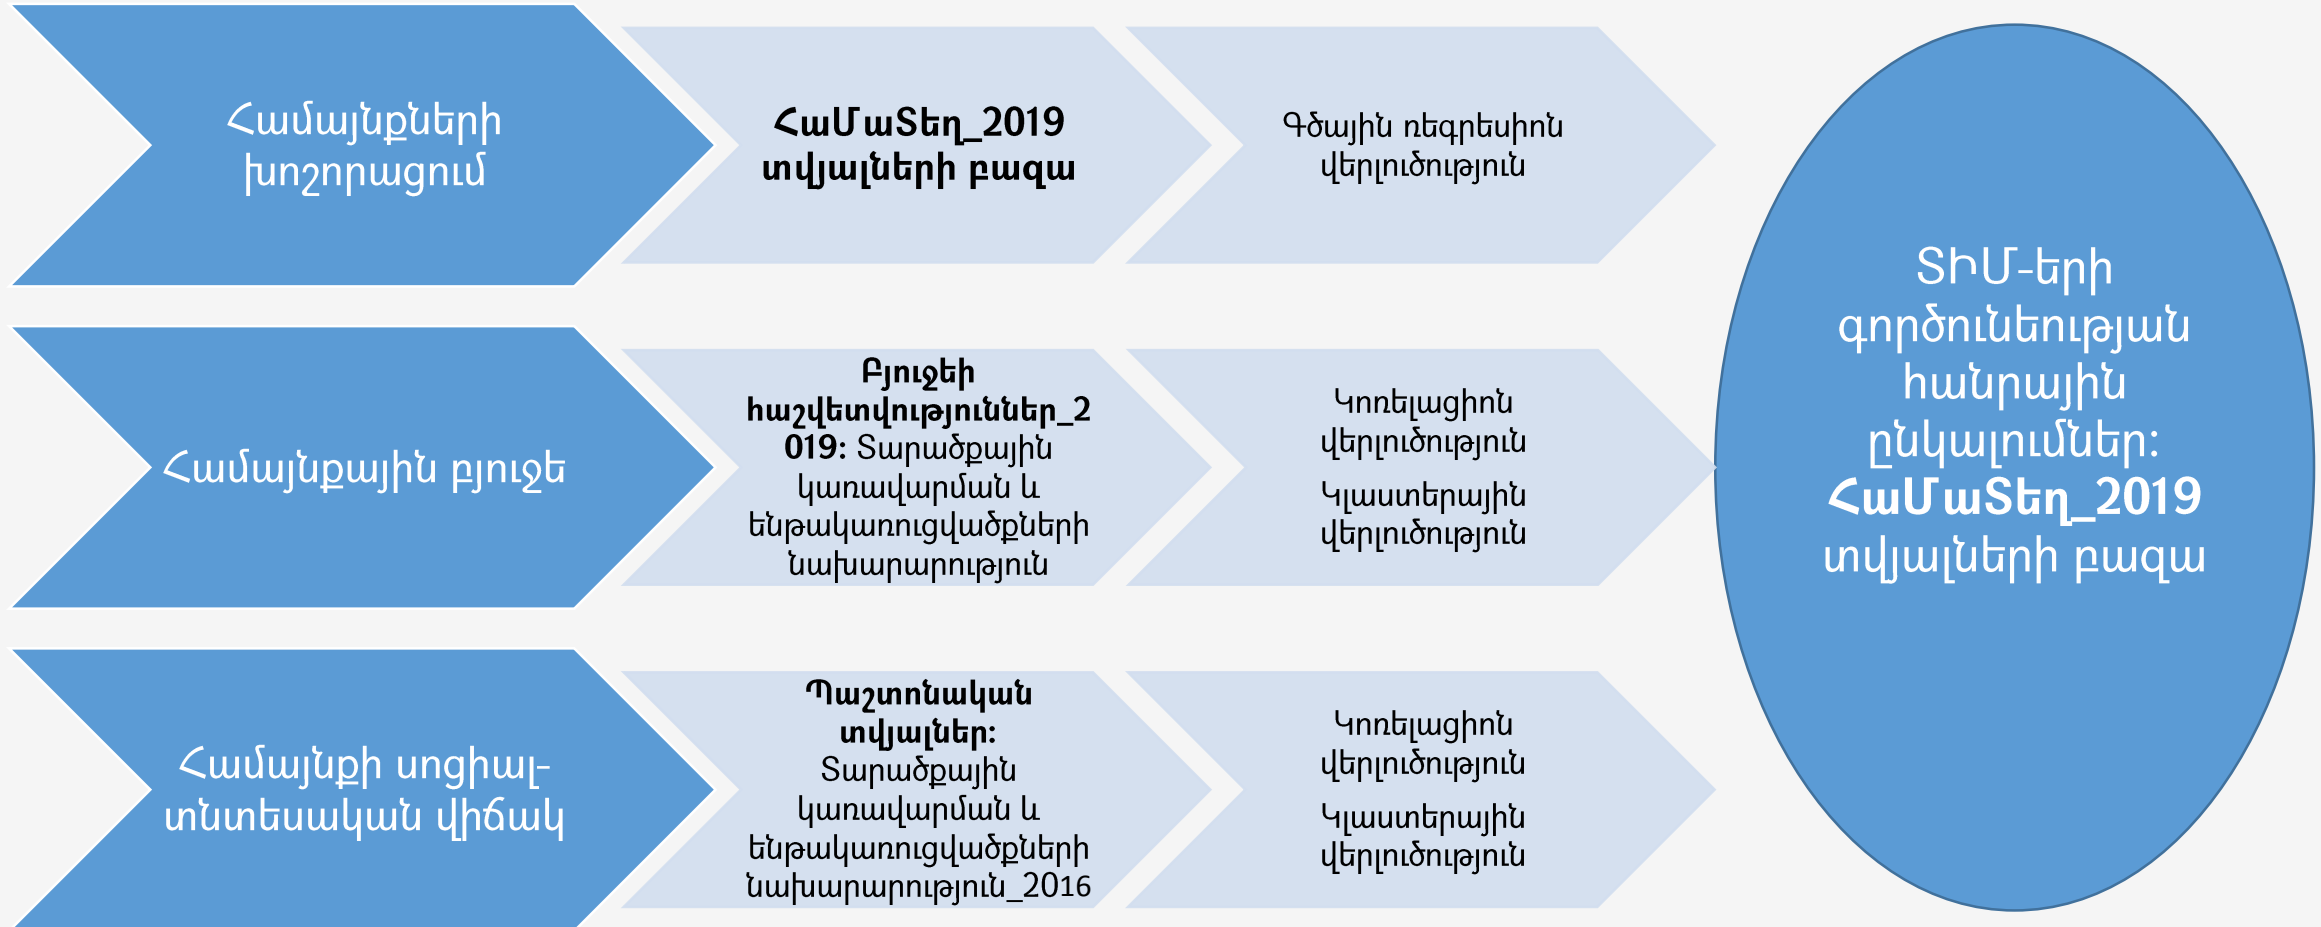 Համայնքների
խոշորացում
ՀաՄաՏեղ_2019
տվյալների բազա
Գծային ռեգրեսիոն
վերլուծություն
Համայնքային բյուջե
Բյուջեի
հաշվետվություններ_2
019: Տարածքային
կառավարման և
ենթակառուցվածքների
նախարարություն
Կոռելացիոն
վերլուծություն
Կլաստերային
վերլուծություն
Համայնքի սոցիալ-
տնտեսական վիճակ
Պաշտոնական
տվյալներ:
Տարածքային
կառավարման և
ենթակառուցվածքների
նախարարություն_2016
Կոռելացիոն
վերլուծություն
Կլաստերային
վերլուծություն
ՏԻՄ-երի
գործունեության
հանրային
ընկալումներ:
ՀաՄաՏեղ_2019
տվյալների բազա